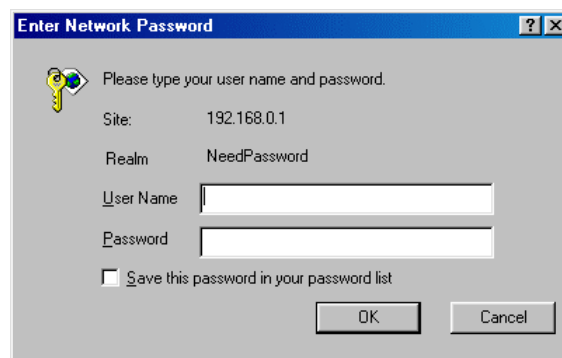 Enter Network Password
Please type your user name and password.
Site: 192.168.0.1
Realm NeedPassword
User Name
Password
Save this password in your password list
OK Cancel